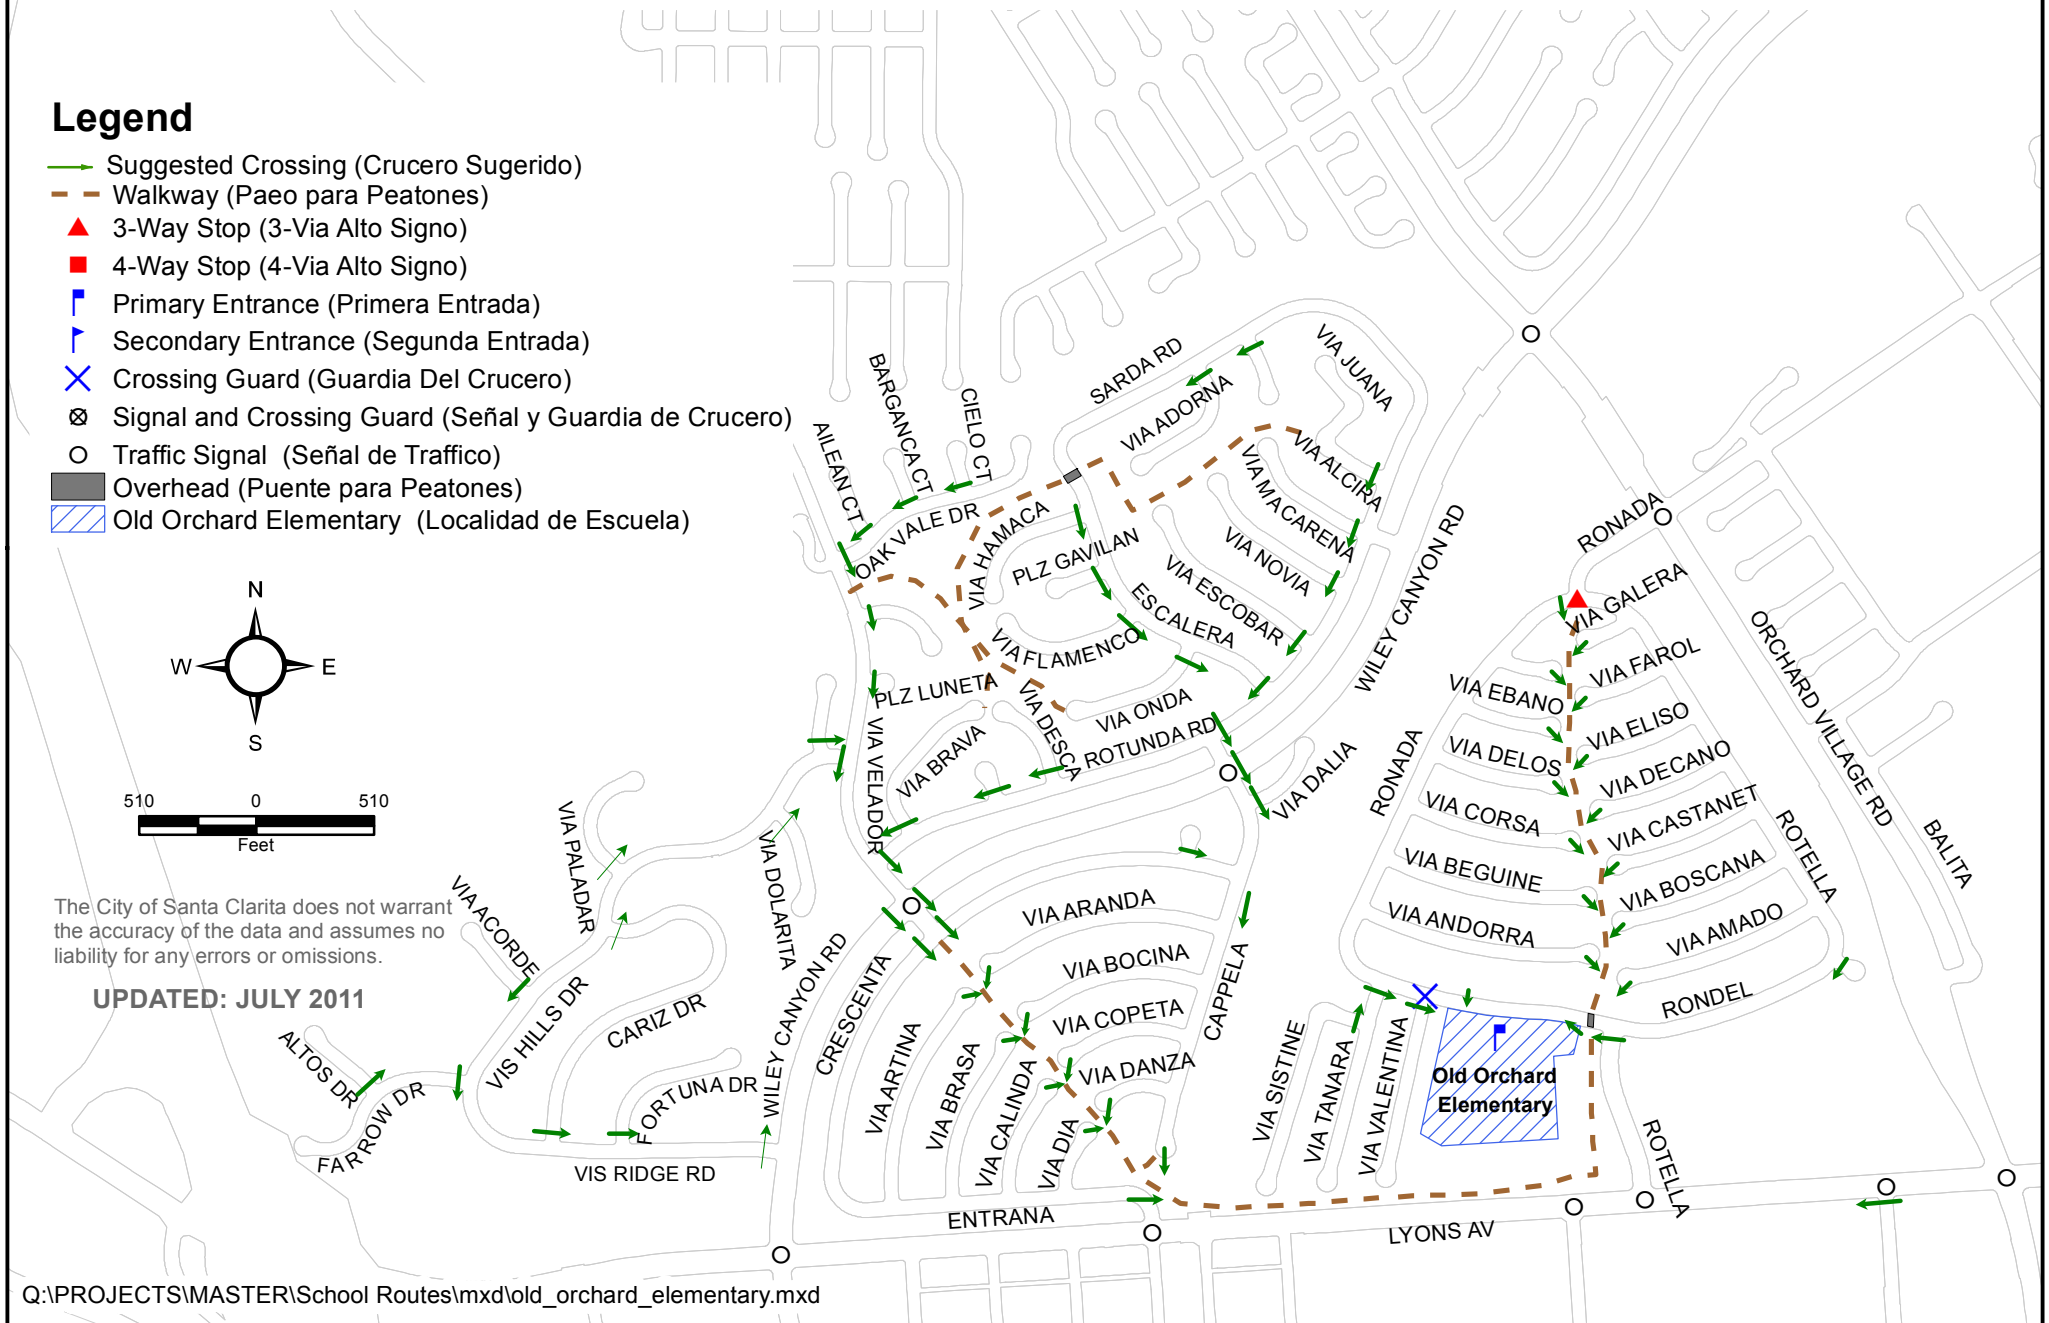 Legend
Suggested Crossing (Crucero Sugerido)
Walkway (Paeo para Peatones)
3-Way Stop (3-Via Alto Signo)
4-Way Stop (4-Via Alto Signo)
Primary Entrance (Primera Entrada)
Secondary Entrance (Segunda Entrada)
Crossing Guard (Guardia Del Crucero)
Signal and Crossing Guard (Señal y Guardia de Crucero)
Traffic Signal (Señal de Traffico)
Overhead (Puente para Peatones)
Old Orchard Elementary (Localidad de Escuela)
N
W
E
S
510
0
510
Feet
The City of Santa Clarita does not warrant
the accuracy of the data and assumes no
liability for any errors or omissions.
UPDATED: JULY 2011
SARDA RD
VIA JUANA
VIA ADORNA
BARGANCA CT
CIELO CT
AILEAN CT
OAK VALE DR
VIA HAMACA
PLZ GAVILAN
VIA ALCIRA
VIA MACARENA
VIA NOVIA
VIA ESCOBAR
ESCALERA
VIA FLAMENCO
WILEY CANYON RD
PLZ LUNETA
VIA DESCA
VIA ONDA
ROTUNDA RD
VIA BRAVA
VIA VELADOR
VIA DALIA
RONADA
VIA GALERA
VIA FAROL
VIA EBANO
VIA ELISO
VIA DELOS
VIA DECANO
RONADA
VIA CORSA
VIA CASTANET
VIA BEGUINE
VIA BOSCANA
VIA ANDORRA
VIA AMADO
RONDEL
ORCHARD VILLAGE RD
ROTELLA
BALITA
VIA PALADAR
VIA DOLARITA
VIA ACORDE
VIS HILLS DR
CARIZ DR
ALTOS DR
FARROW DR
FORTUNA DR
VIS RIDGE RD
WILEY CANYON RD
CRESCENTA
VIA ARANDA
VIA BOCINA
VIA COPETA
VIA DANZA
CAPPELA
VIA ARTINA
VIA BRASA
VIA CALINDA
VIA DIA
ENTRANA
VIA SISTINE
VIA TANARA
VIA VALENTINA
Old Orchard
Elementary
ROTELLA
LYONS AV
Q:\PROJECTS\MASTER\School Routes\mxd\old_orchard_elementary.mxd